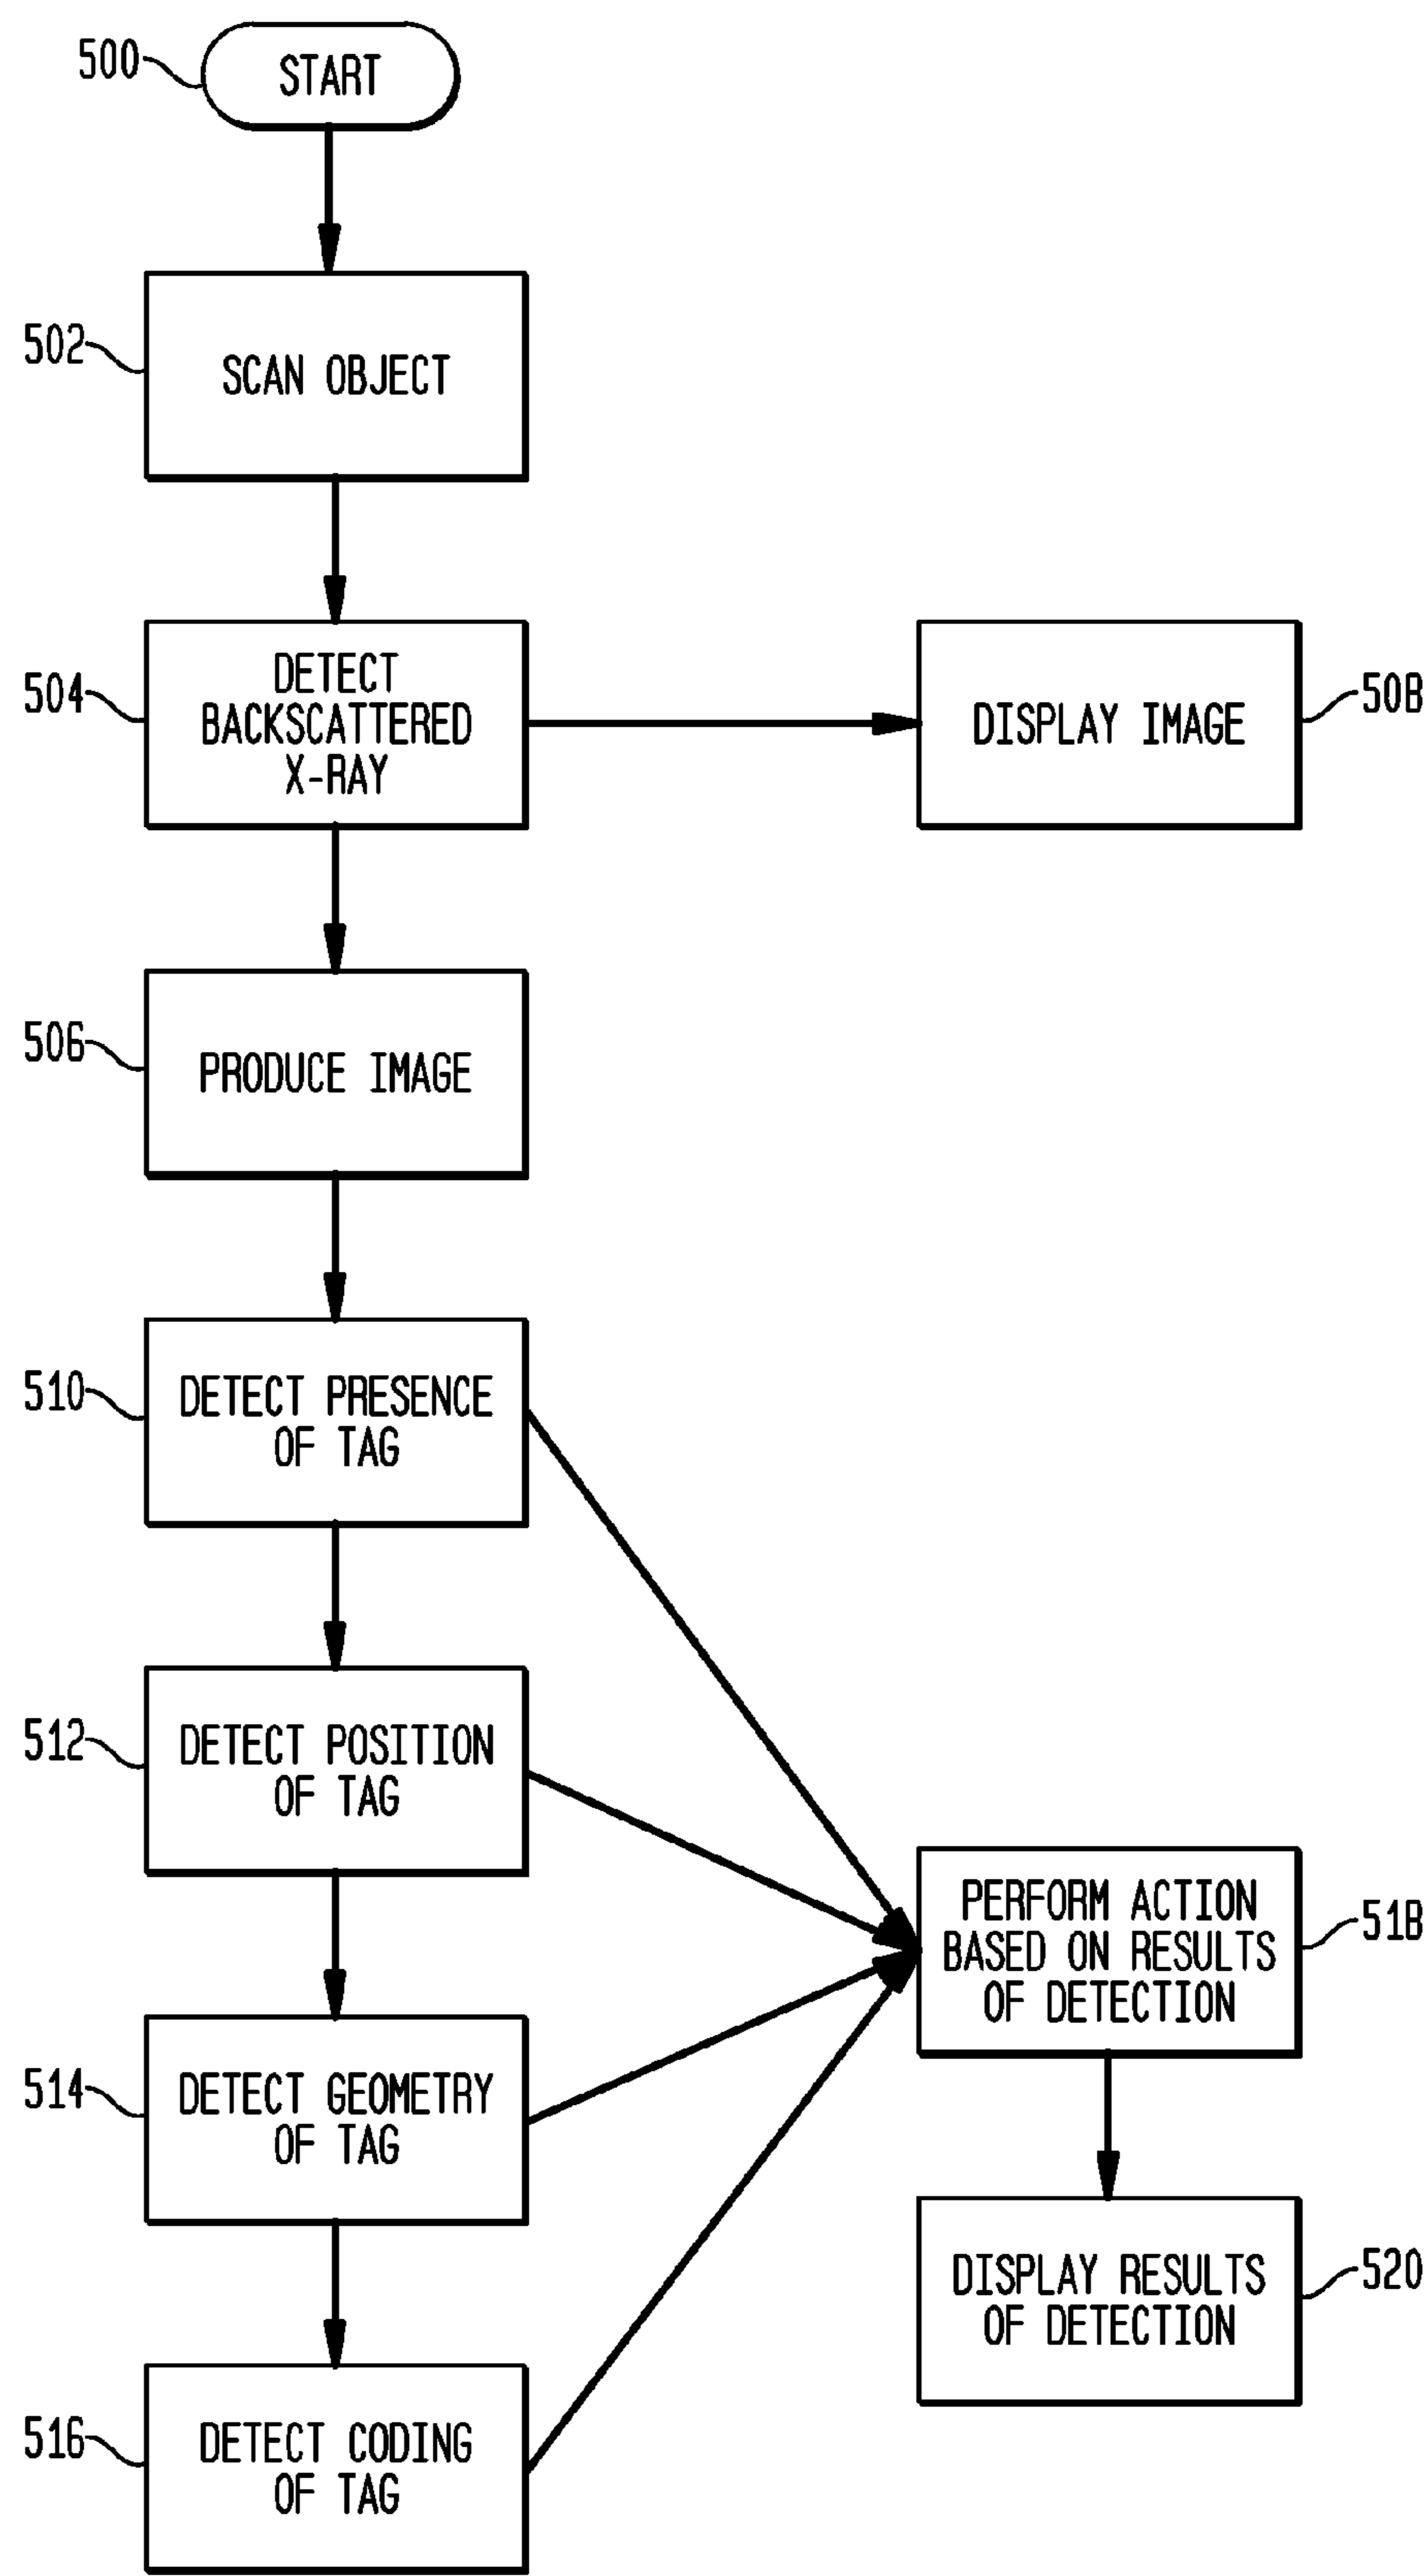 500
START
502
SCAN OBJECT
504
DETECT
BACKSCATTERED
X-RAY
DISPLAY IMAGE
508
506
PRODUCE IMAGE
510
DETECT PRESENCE
OF TAG
512
DETECT POSITION
OF TAG
PERFORM ACTION
BASED ON RESULTS
OF DETECTION
518
514
DETECT GEOMETRY
OF TAG
DISPLAY RESULTS
OF DETECTION
520
516
DETECT CODING
OF TAG